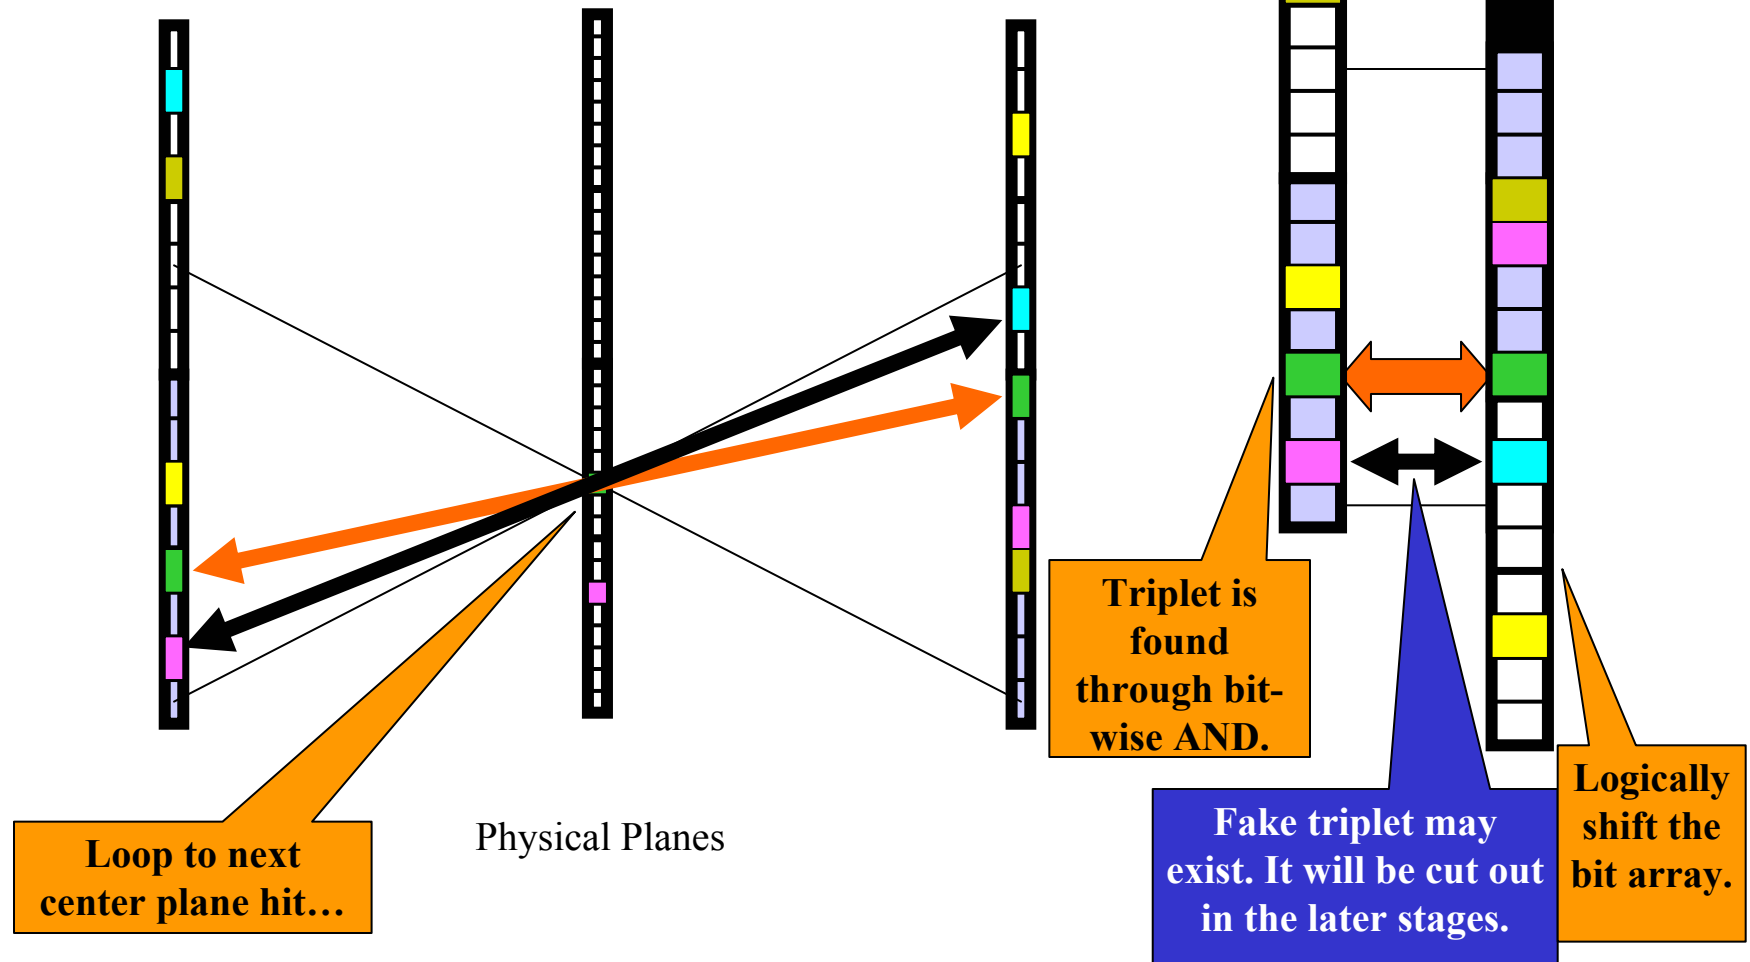 Triplet is
found
through bit-
wise AND.
Physical Planes
Loop to next
center plane hit…
Fake triplet may
exist. It will be cut out
in the later stages.
Logically
shift the
bit array.